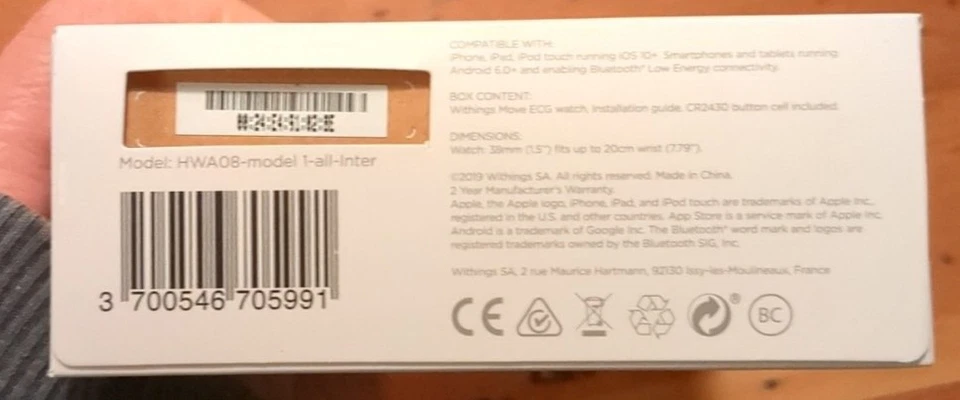 00:24:E4:91:02:8E
Model: HWA08-model 1-all-Inter
3 700546 705991
COMPATIBLE WITH:
iPhone, iPad, iPod touch running iOS 10+. Smartphones and tablets running
Android 6.0+ and enabling Bluetooth® Low Energy connectivity.
BOX CONTENT:
Withings Move ECG watch, Installation guide, CR2430 button cell included.
DIMENSIONS:
Watch: 38mm (1.5") fits up to 20cm wrist (7.79").
©2019 Withings SA. All rights reserved. Made in China.
2 Year Manufacturer's Warranty.
Apple, the Apple logo, iPhone, iPad, and iPod touch are trademarks of Apple Inc.,
registered in the U.S. and other countries. App Store is a service mark of Apple Inc.
Android is a trademark of Google Inc. The Bluetooth® word mark and logos are
registered trademarks owned by the Bluetooth SIG, Inc.
Withings SA, 2 rue Maurice Hartmann, 92130 Issy-les-Moulineaux, France
CE ® BC